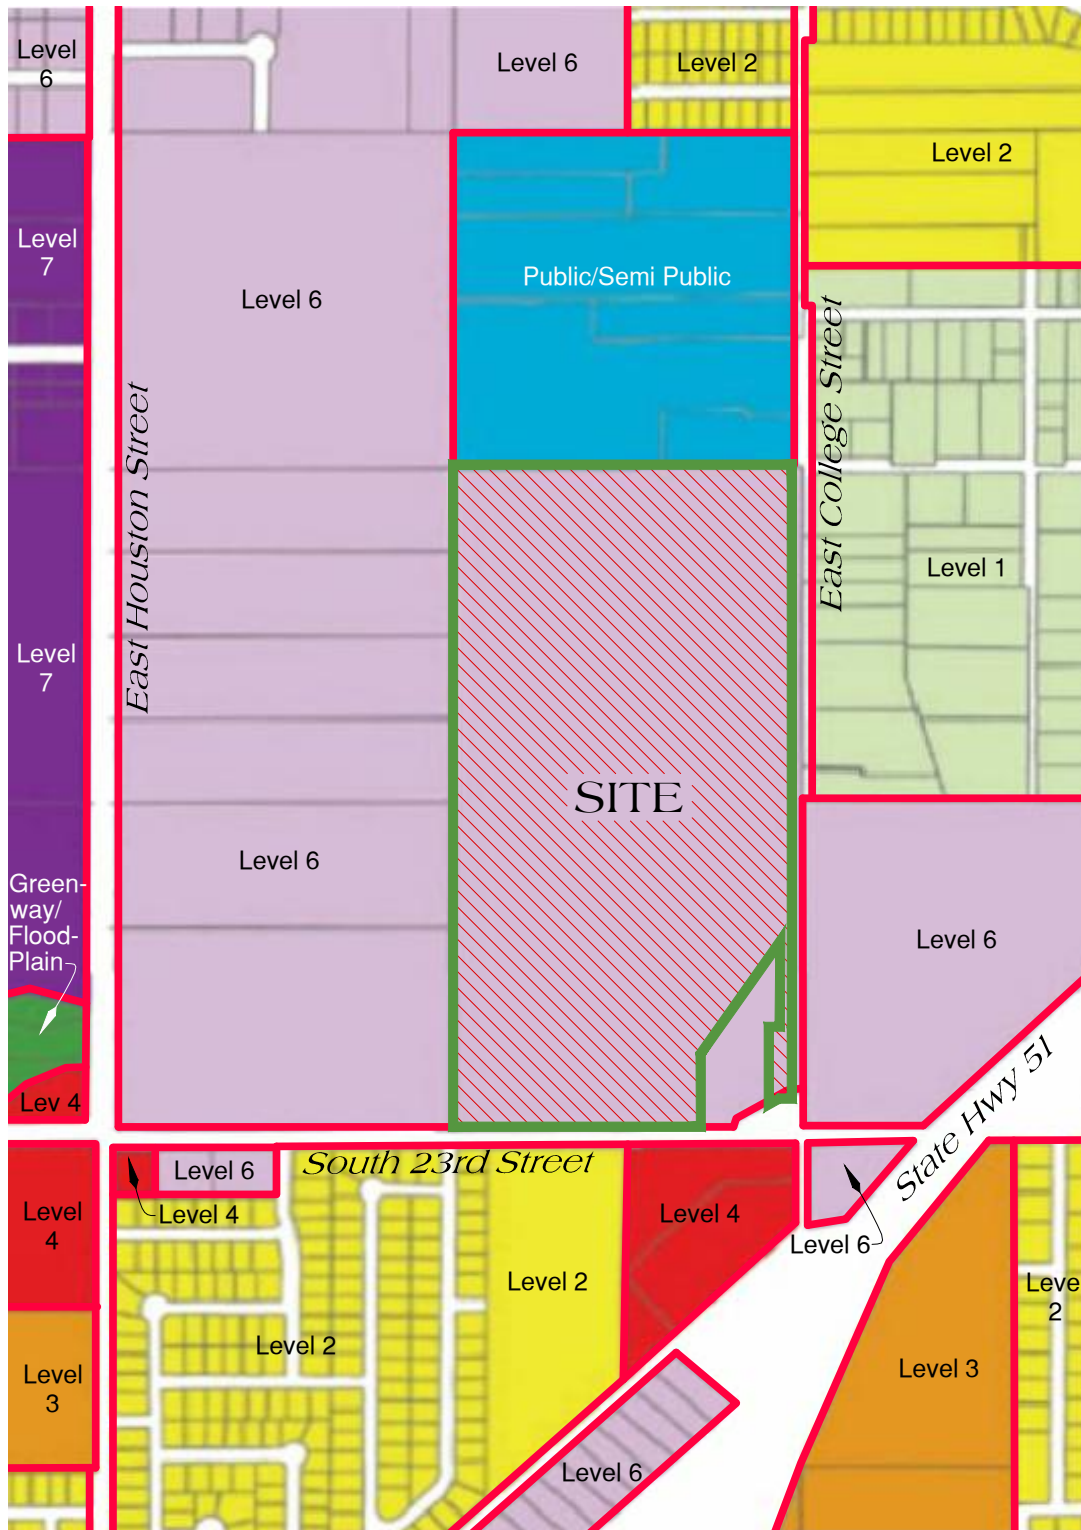 Level
6
Level 6
Level 2
Level 2
Level
7
Level 6
Public/Semi Public
East Houston Street
East College Street
Level 1
Level
7
SITE
Level 6
Green-
way/
Flood-
Plain
Level 6
Lev 4
State Hwy 51
South 23rd Street
Level 6
Level 4
Level
4
Level 4
Level 6
Level 2
Leve
2
Level 2
Level
3
Level 3
Level 6